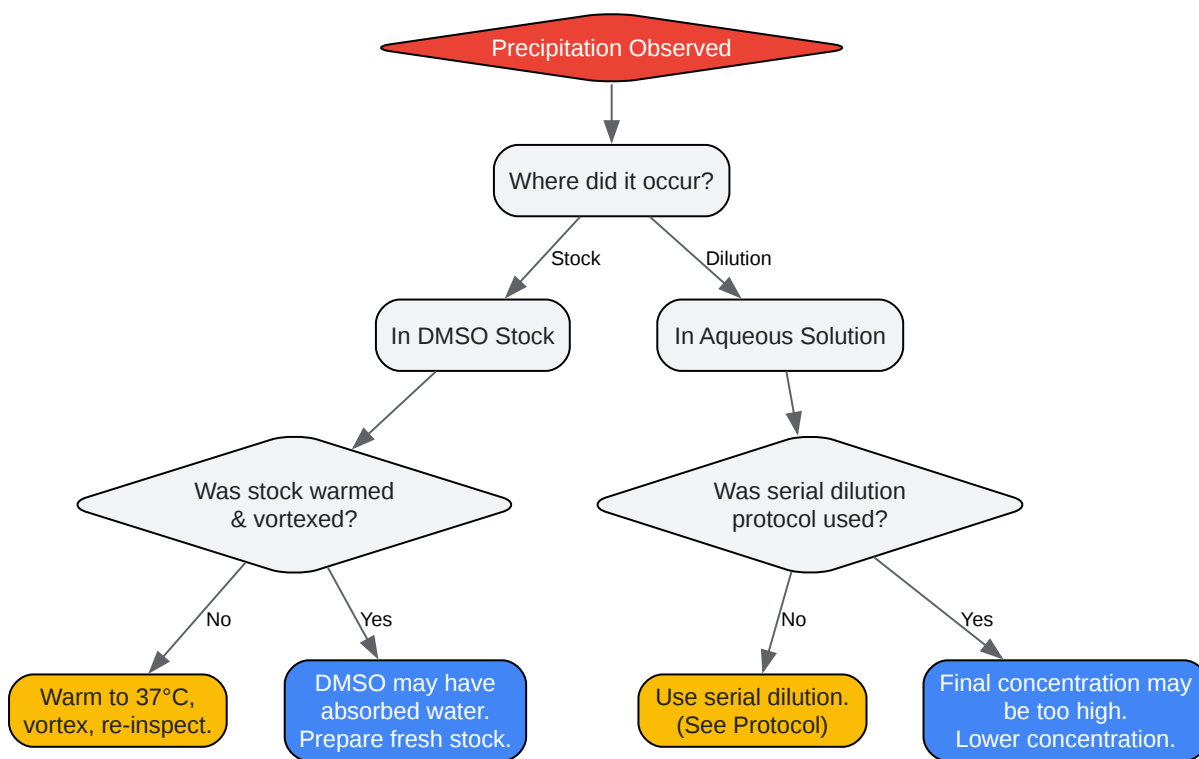 Precipitation Observed
Where did it occur?
Stock
Dilution
In DMSO Stock
In Aqueous Solution
Was stock warmed
& vortexed?
Was serial dilution
protocol used?
No
Yes
No
Yes
Warm to 37°C,
vortex, re-inspect.
DMSO may have
absorbed water.
Prepare fresh stock.
Use serial dilution.
(See Protocol)
Final concentration may
be too high.
Lower concentration.